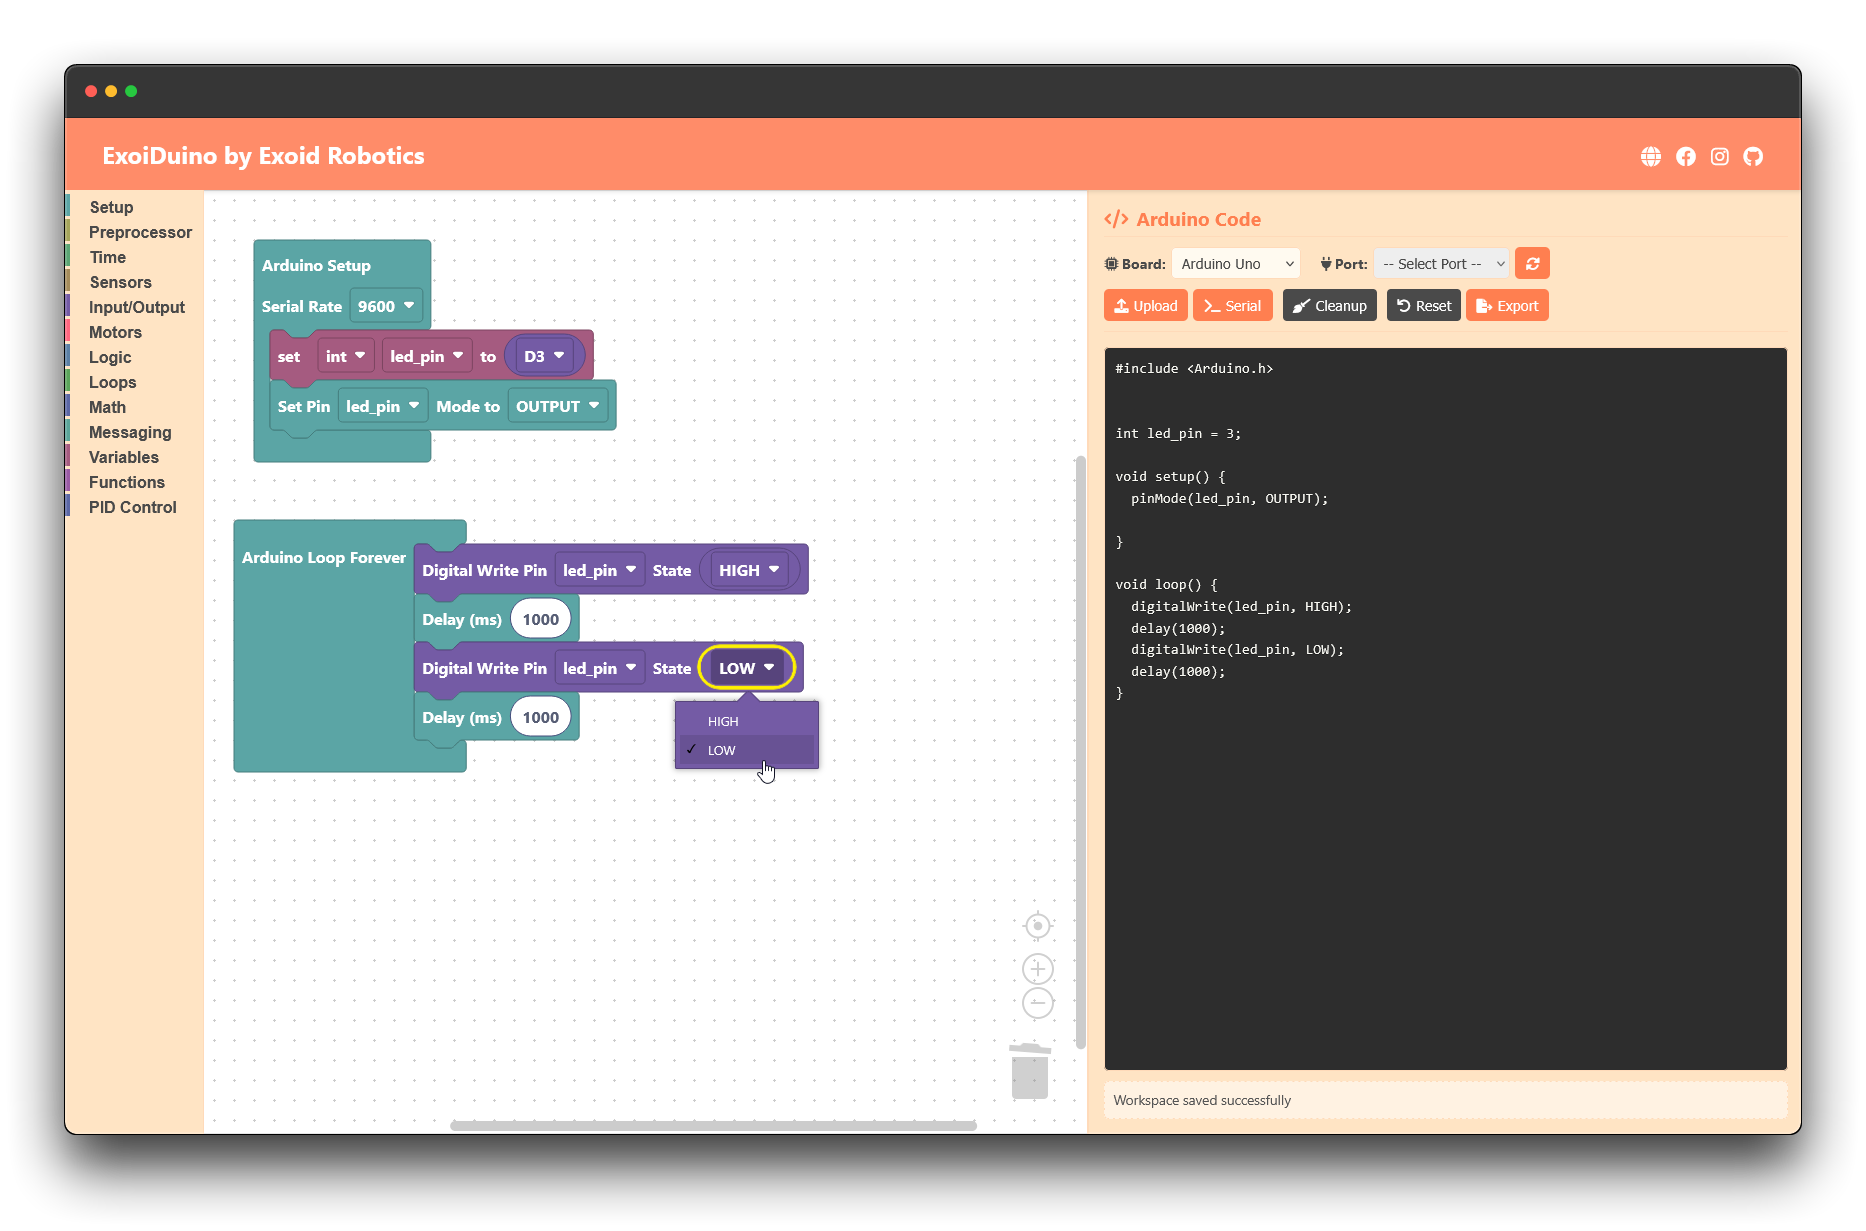 ExoiDuino by Exoid Robotics
Setup
Preprocessor
Time
Sensors
Input/Output
Motors
Logic
Loops
Math
Messaging
Variables
Functions
PID Control
Arduino Setup
Serial Rate 9600
set int led_pin to D3
Set Pin led_pin Mode to OUTPUT
Arduino Loop Forever
Digital Write Pin led_pin State HIGH
Delay (ms) 1000
Digital Write Pin led_pin State LOW
Delay (ms) 1000
HIGH
✓ LOW
</> Arduino Code
Board: Arduino Uno Port: -- Select Port --
Upload Serial Cleanup Reset Export
#include <Arduino.h>
int led_pin = 3;
void setup() {
pinMode(led_pin, OUTPUT);
}
void loop() {
digitalWrite(led_pin, HIGH);
delay(1000);
digitalWrite(led_pin, LOW);
delay(1000);
}
Workspace saved successfully